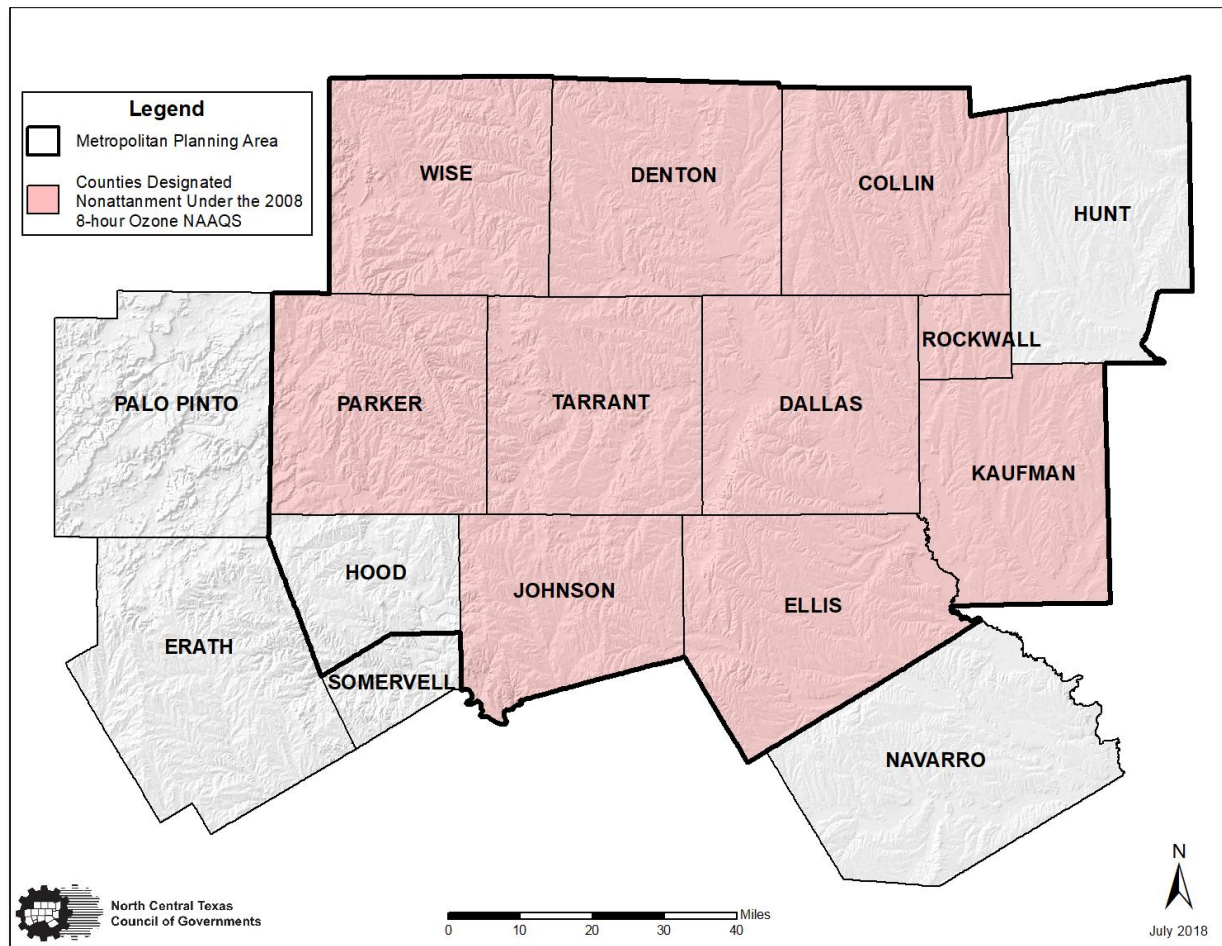 Legend
Metropolitan Planning Area
Counties Designated
Nonattanment Under the 2008
8-hour Ozone NAAQS
WISE
DENTON
COLLIN
HUNT
PALO PINTO
PARKER
TARRANT
DALLAS
ROCKWALL
KAUFMAN
HOOD
JOHNSON
ELLIS
ERATH
SOMERVELL
NAVARRO
North Central Texas
Council of Governments
Miles
0 10 20 30 40
N
July 2018